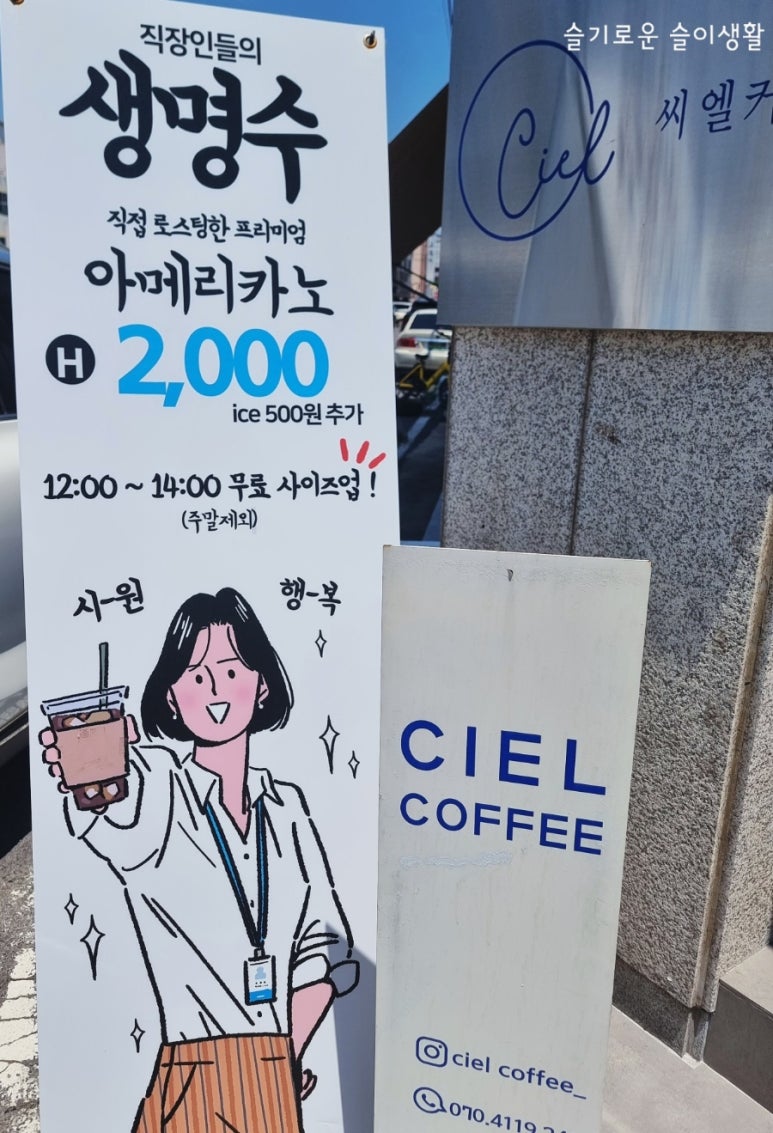 슬기로운 슬이생활
직장인들의
생명수
직접 로스팅한 프리미엄
아메리카노
H 2,000
ice 500원 추가
12:00 ~ 14:00 무료 사이즈업 !
(주말제외)
시-원
행-복
Ciel
씨엘커
CIEL
COFFEE
ciel coffee_
070.4119.